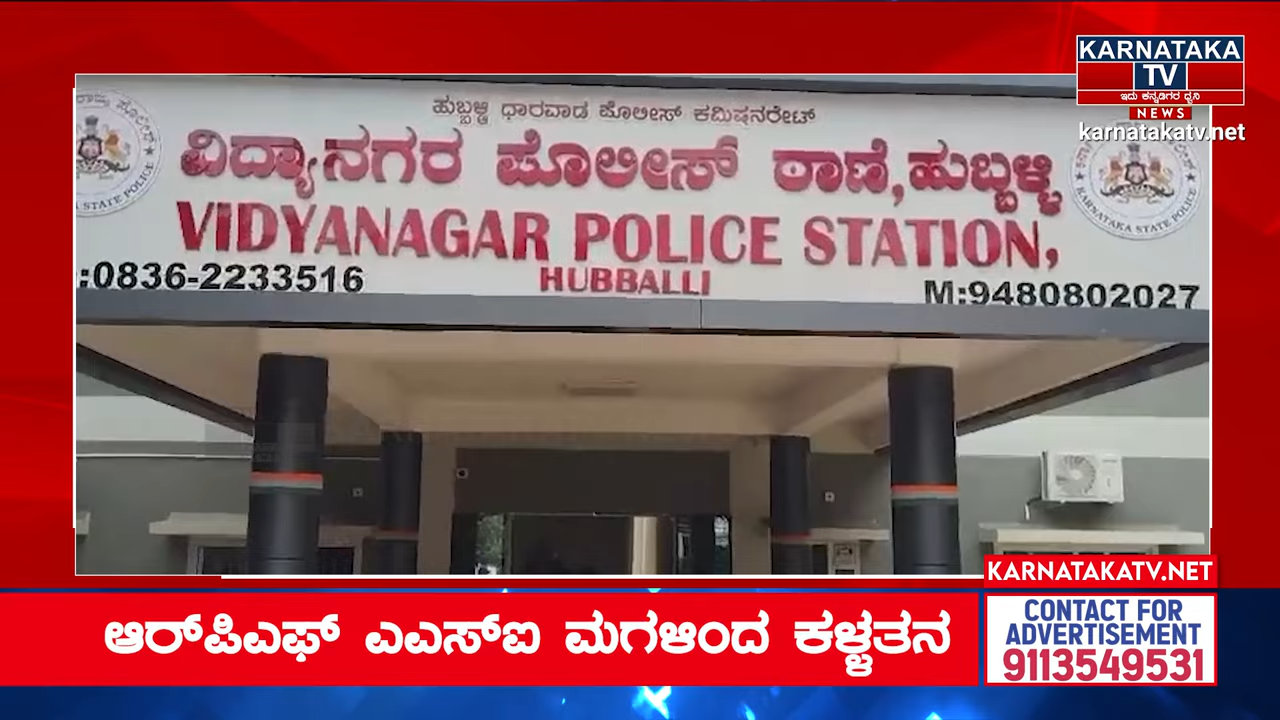 KARNATAKA
TV
ಇದು ಕನ್ನಡಿಗರ ಧ್ವನಿ
NEWS
karnatakatv.net
ಹುಬ್ಬಳ್ಳಿ ಧಾರವಾಡ ಪೊಲೀಸ್ ಕಮಿಷನರೇಟ್
ವಿದ್ಯಾನಗರ ಪೊಲೀಸ್ ಠಾಣೆ, ಹುಬ್ಬಳ್ಳಿ
VIDYANAGAR POLICE STATION,
HUBBALLI
:0836-2233516
M:9480802027
KARNATAKA STATE POLICE
KARNATAKATV.NET
ಆರ್‌ಪಿಎಫ್ ಎಎಸ್ಐ ಮಗಳಿಂದ ಕಳ್ಳತನ
CONTACT FOR
ADVERTISEMENT
9113549531